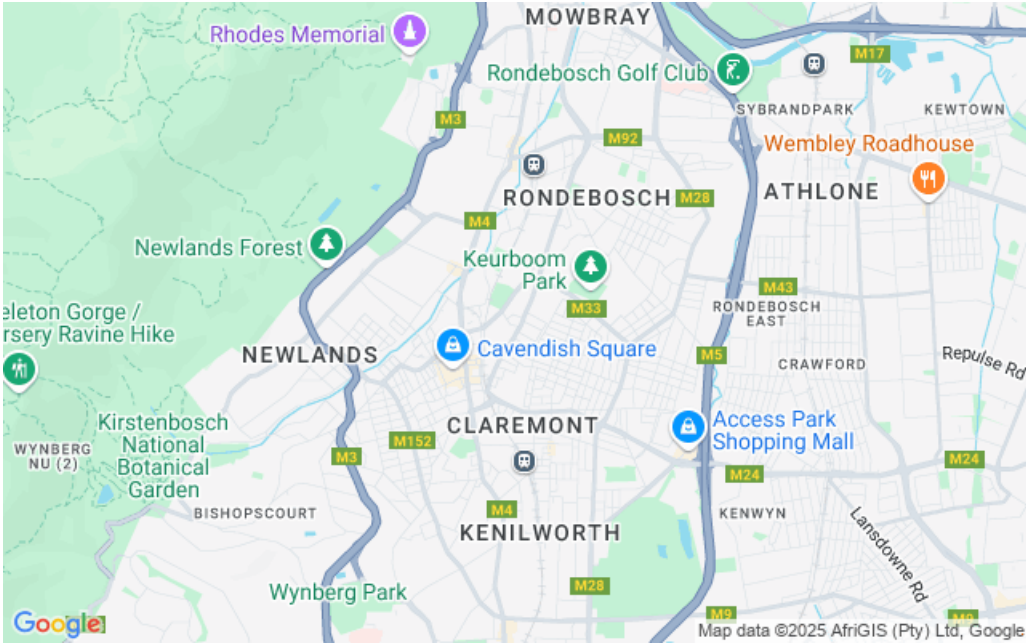 MOWBRAY
Rhodes Memorial
M17
Rondebosch Golf Club
SYBRANDPARK
KEWTOWN
M3
M92
Wembley Roadhouse
RONDEBOSCH
M28
ATHLONE
M4
Newlands Forest
Keurboom
Park
M43
M33
RONDEBOSCH
EAST
eleton Gorge /
rsery Ravine Hike
NEWLANDS
Cavendish Square
M5
CRAWFORD
Repulse Rd
Kirstenbosch
National
Botanical
Garden
CLAREMONT
Access Park
Shopping Mall
M152
WYNBERG
NU (2)
M3
M24
M24
BISHOPSCOURT
M4
KENWYN
Lansdowne Rd
KENILWORTH
Wynberg Park
M28
M9
M9
Google
Map data ©2025 AfriGIS (Pty) Ltd, Google